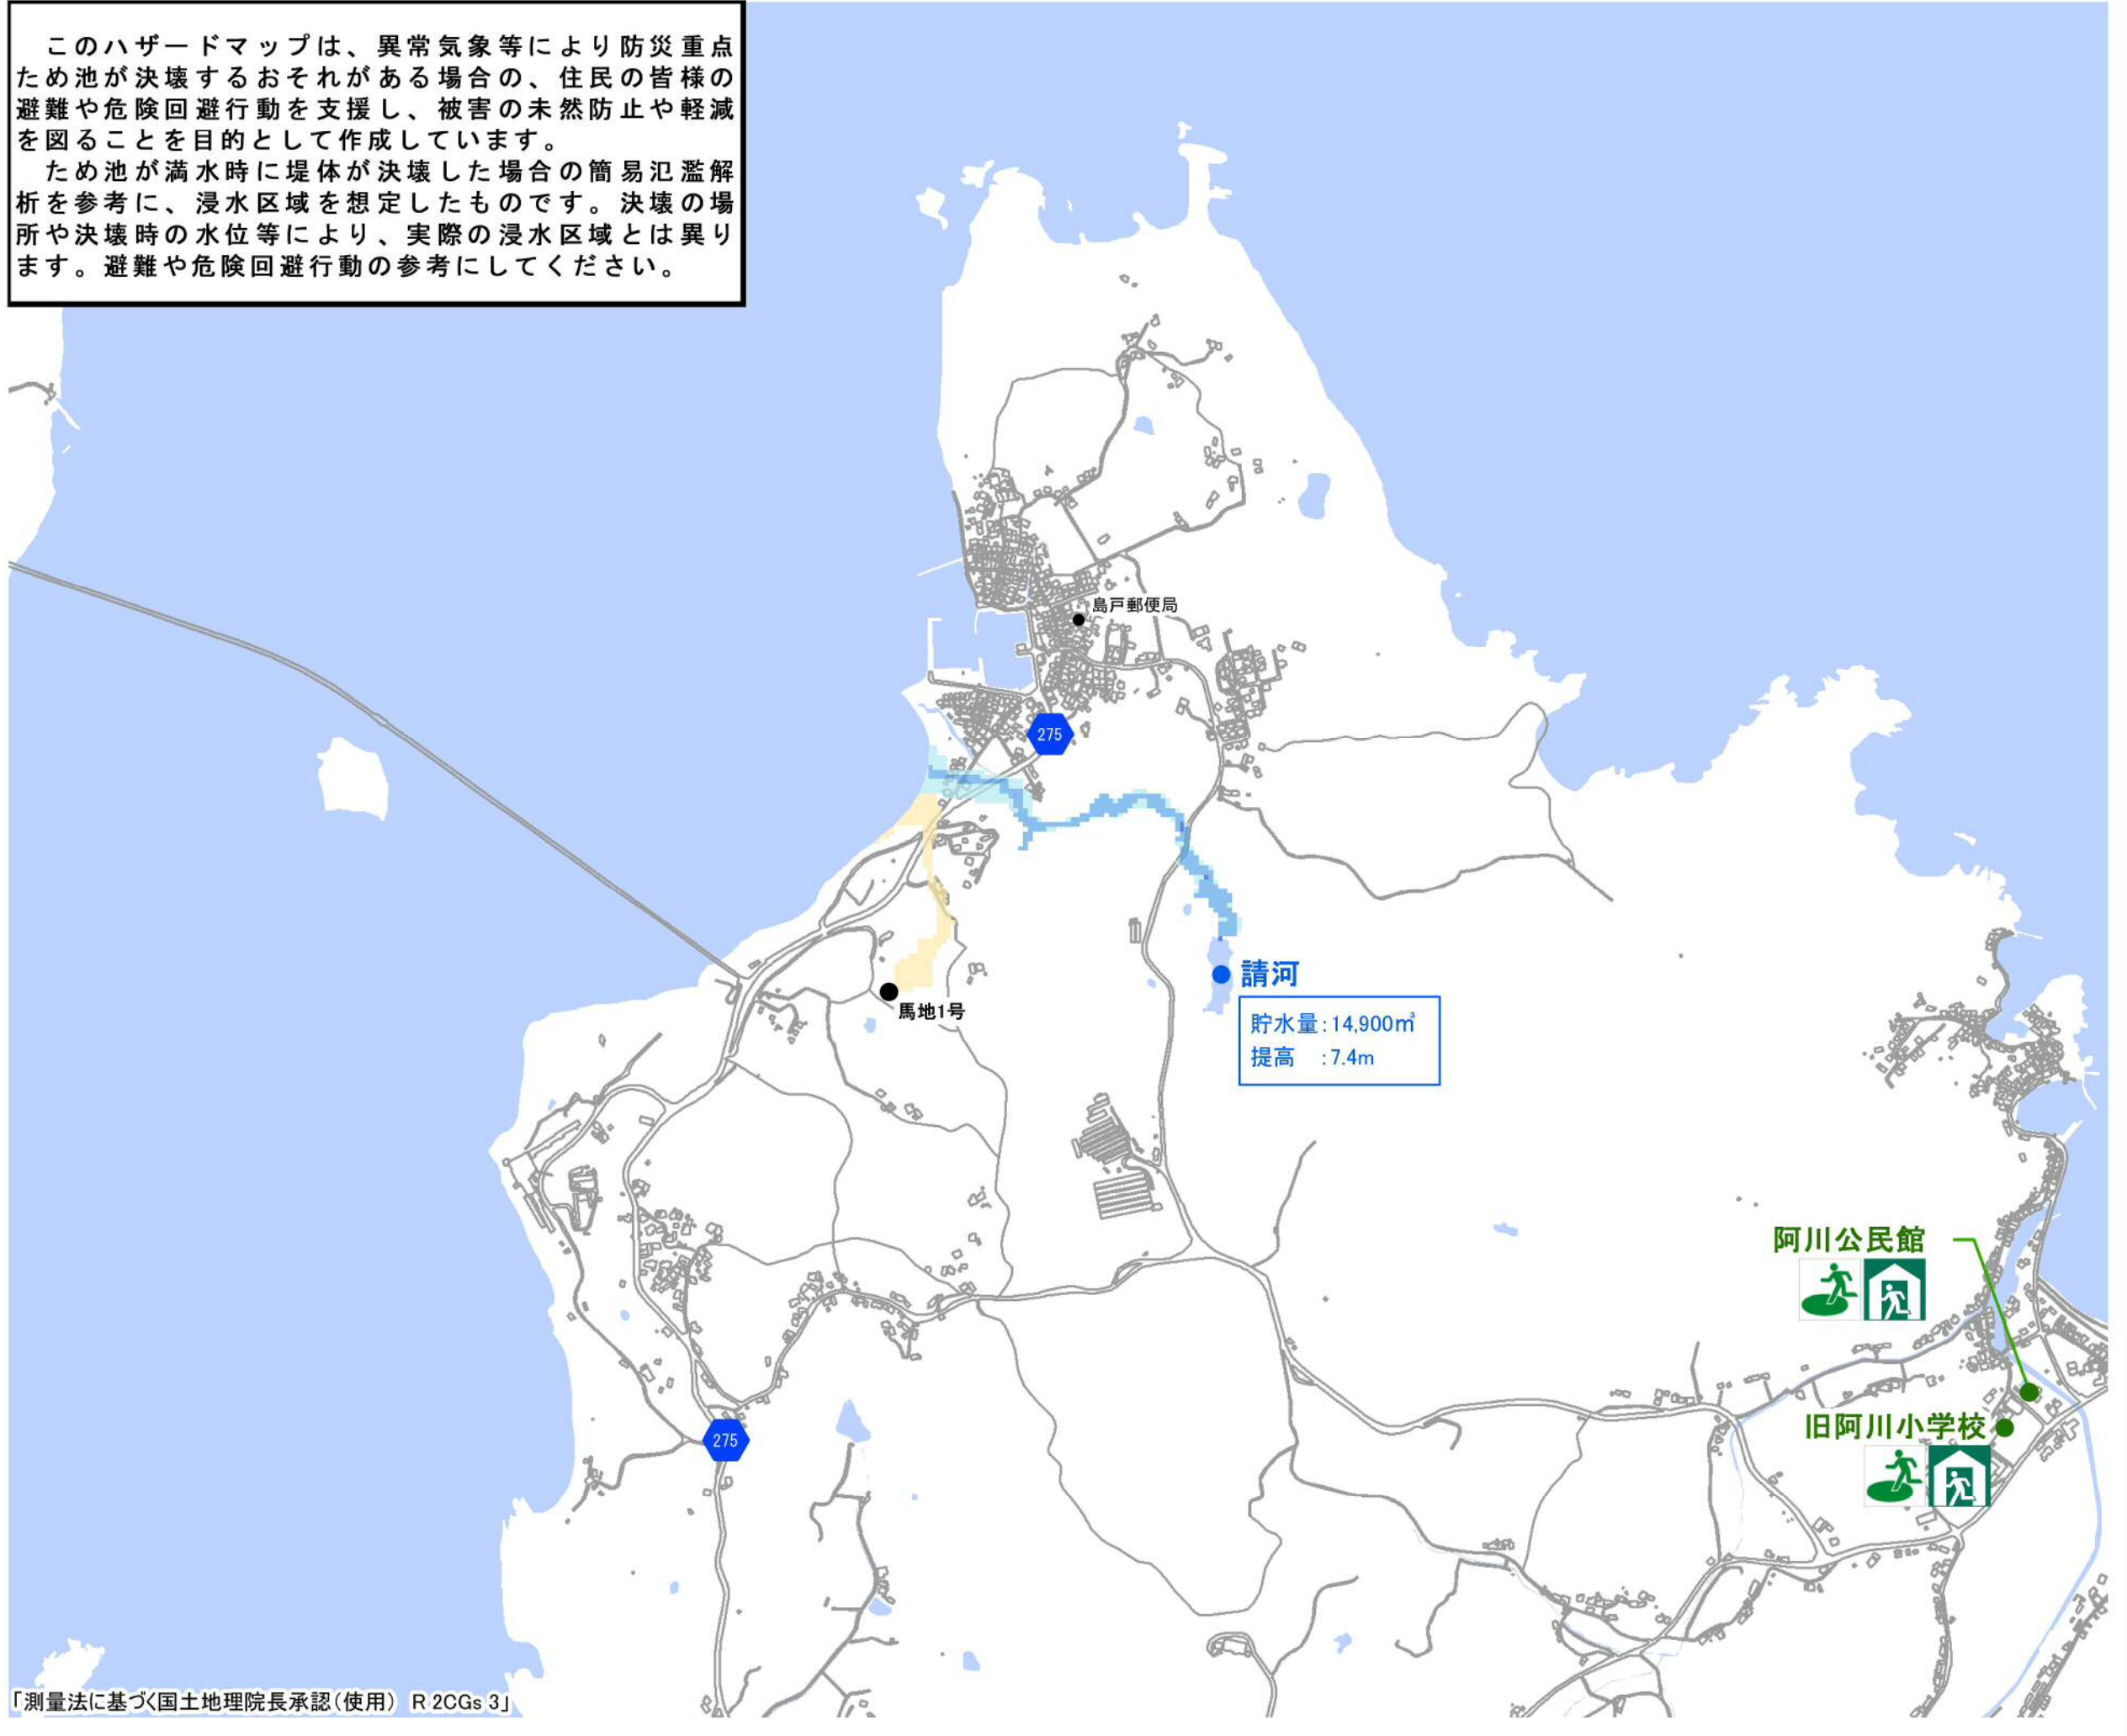 このハザードマップは、異常気象等により防災重点
ため池が決壊するおそれがある場合の、住民の皆様の
避難や危険回避行動を支援し、被害の未然防止や軽減
を図ることを目的として作成しています。
　ため池が満水時に堤体が決壊した場合の簡易氾濫解
析を参考に、浸水区域を想定したものです。決壊の場
所や決壊時の水位等により、実際の浸水区域とは異り
ます。避難や危険回避行動の参考にしてください。
島戸郵便局
275
請河
馬地1号
貯水量:14,900㎥
提高　:7.4m
阿川公民館
旧阿川小学校
275
「測量法に基づく国土地理院長承認(使用)　R 2CGs 3」